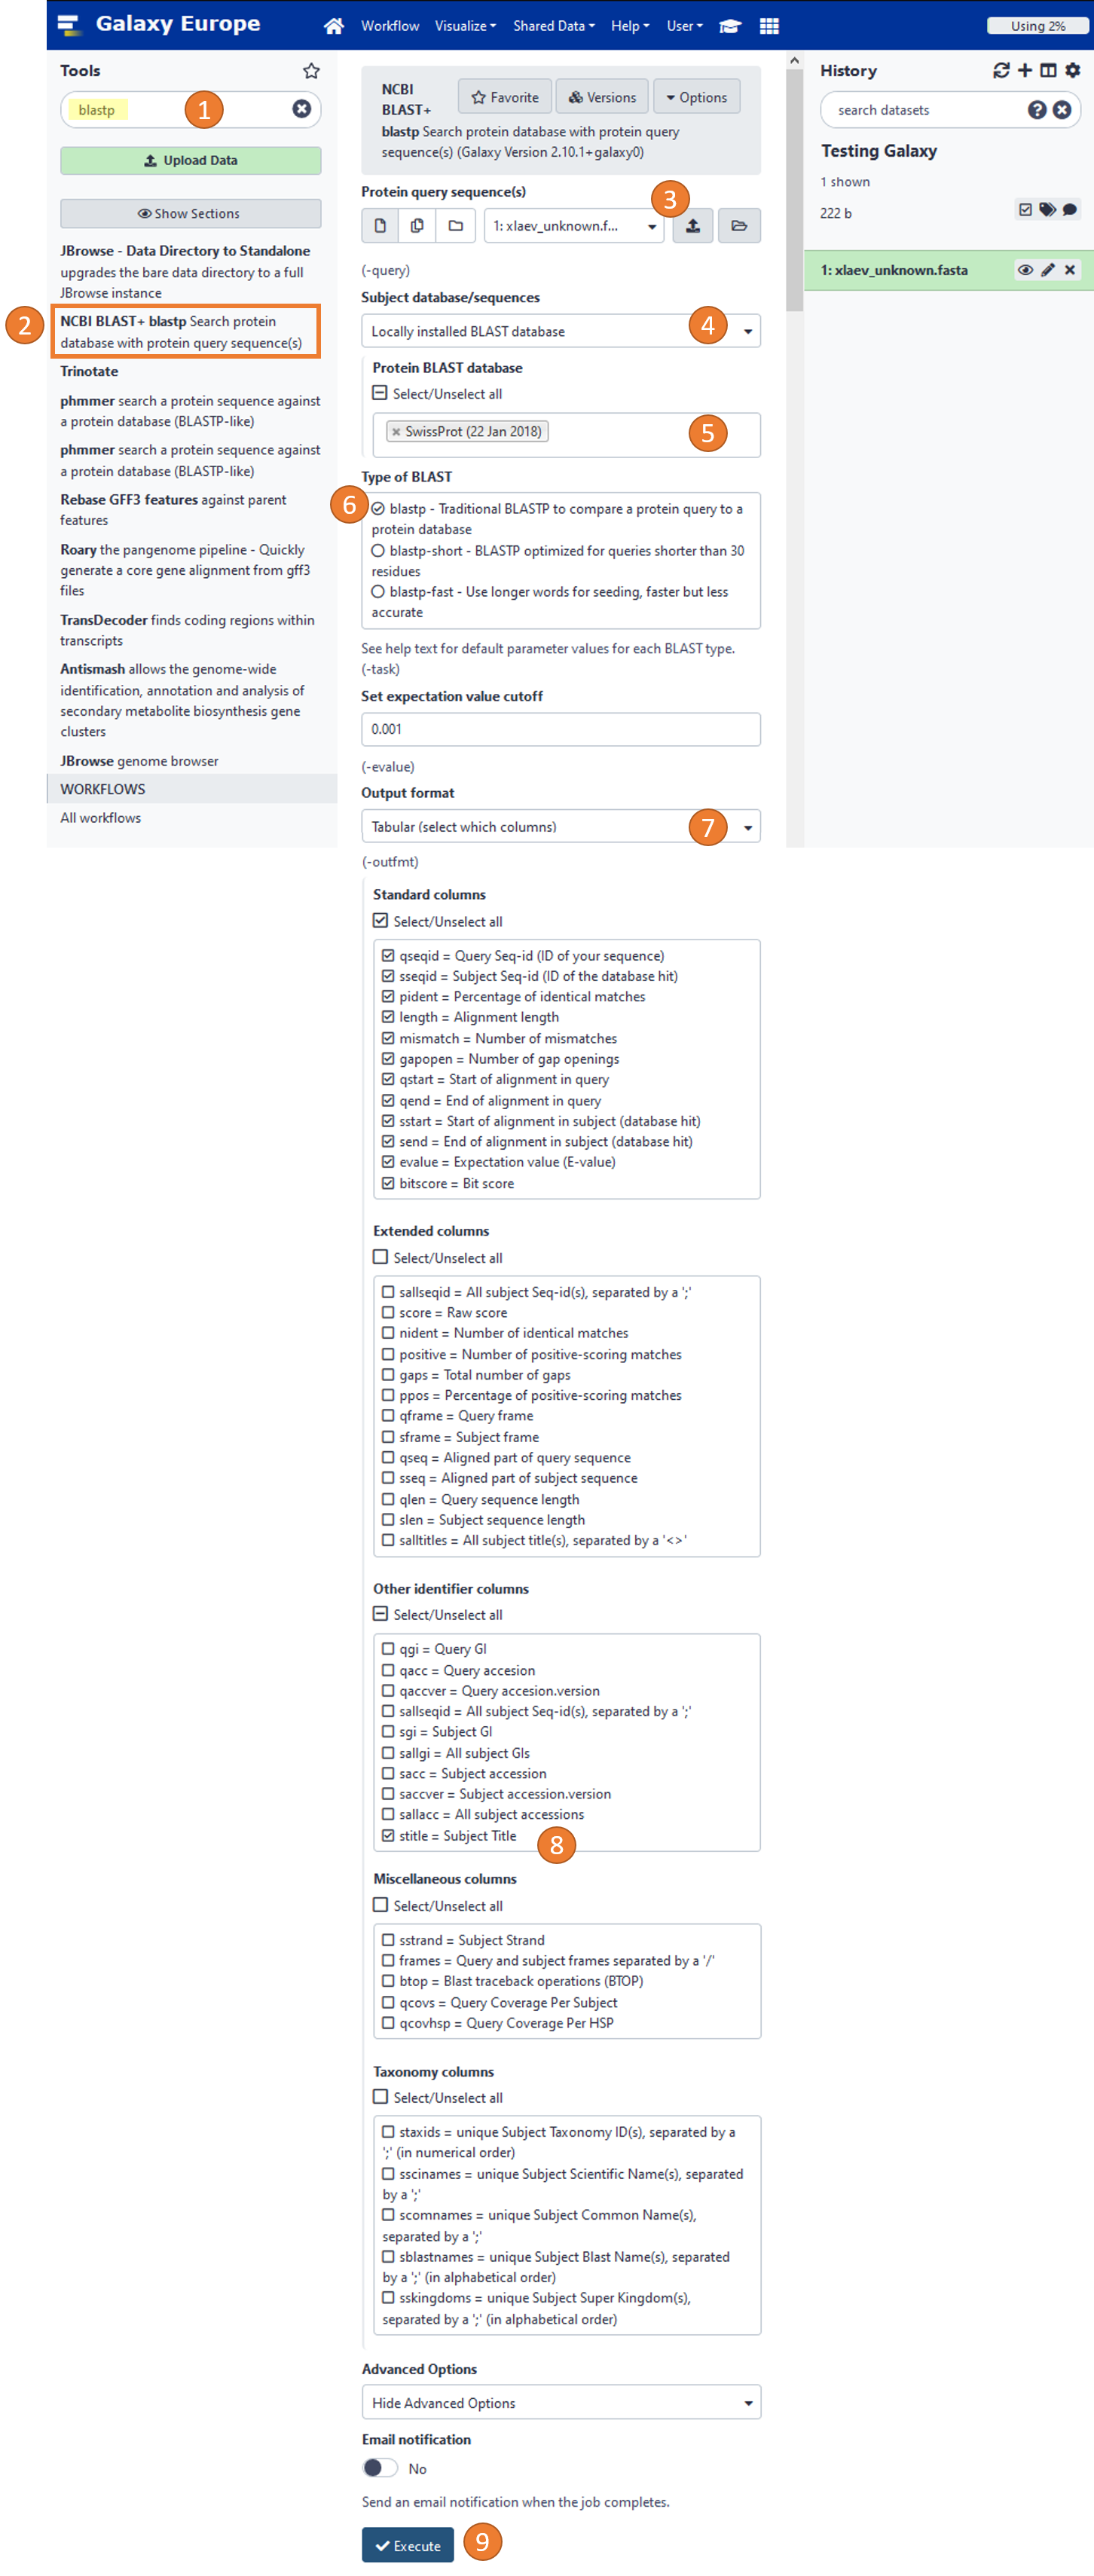 Galaxy Europe
Workflow
Visualize
Shared Data
Help
User
Using 2%
Tools
blastp
1
Upload Data
Show Sections
JBrowse - Data Directory to Standalone
upgrades the bare data directory to a full
JBrowse instance
2
NCBI BLAST+ blastp Search protein
database with protein query sequence(s)
Trinotate
phmmer search a protein sequence against
a protein database (BLASTP-like)
phmmer search a protein sequence against
a protein database (BLASTP-like)
Rebase GFF3 features against parent
features
Roary the pangenome pipeline - Quickly
generate a core gene alignment from gff3
files
TransDecoder finds coding regions within
transcripts
Antismash allows the genome-wide
identification, annotation and analysis of
secondary metabolite biosynthesis gene
clusters
JBrowse genome browser
WORKFLOWS
All workflows
NCBI
BLAST+
Favorite
Versions
Options
blastp Search protein database with protein query
sequence(s) (Galaxy Version 2.10.1+galaxy0)
Protein query sequence(s)
3
1: xlaev_unknown.f...
(-query)
Subject database/sequences
Locally installed BLAST database
4
Protein BLAST database
Select/Unselect all
× SwissProt (22 Jan 2018)
5
Type of BLAST
6
blastp - Traditional BLASTP to compare a protein query to a
protein database
blastp-short - BLASTP optimized for queries shorter than 30
residues
blastp-fast - Use longer words for seeding, faster but less
accurate
See help text for default parameter values for each BLAST type.
(-task)
Set expectation value cutoff
0.001
(-evalue)
Output format
Tabular (select which columns)
7
(-outfmt)
Standard columns
Select/Unselect all
qseqid = Query Seq-id (ID of your sequence)
sseqid = Subject Seq-id (ID of the database hit)
pident = Percentage of identical matches
length = Alignment length
mismatch = Number of mismatches
gapopen = Number of gap openings
qstart = Start of alignment in query
qend = End of alignment in query
sstart = Start of alignment in subject (database hit)
send = End of alignment in subject (database hit)
evalue = Expectation value (E-value)
bitscore = Bit score
Extended columns
Select/Unselect all
sallseqid = All subject Seq-id(s), separated by a ';'
score = Raw score
nident = Number of identical matches
positive = Number of positive-scoring matches
gaps = Total number of gaps
ppos = Percentage of positive-scoring matches
qframe = Query frame
sframe = Subject frame
qseq = Aligned part of query sequence
sseq = Aligned part of subject sequence
qlen = Query sequence length
slen = Subject sequence length
salltitles = All subject title(s), separated by a '<>'
Other identifier columns
Select/Unselect all
qgi = Query GI
qacc = Query accesion
qaccver = Query accesion.version
sallseqid = All subject Seq-id(s), separated by a ';'
sgi = Subject GI
sallgi = All subject GIs
sacc = Subject accession
saccver = Subject accession.version
sallacc = All subject accessions
stitle = Subject Title
8
Miscellaneous columns
Select/Unselect all
sstrand = Subject Strand
frames = Query and subject frames separated by a '/'
btop = Blast traceback operations (BTOP)
qcovs = Query Coverage Per Subject
qcovhsp = Query Coverage Per HSP
Taxonomy columns
Select/Unselect all
staxids = unique Subject Taxonomy ID(s), separated by a
';' (in numerical order)
sscinames = unique Subject Scientific Name(s), separated
by a ';'
scomnames = unique Subject Common Name(s),
separated by a ';'
sblastnames = unique Subject Blast Name(s), separated
by a ';' (in alphabetical order)
sskingdoms = unique Subject Super Kingdom(s),
separated by a ';' (in alphabetical order)
Advanced Options
Hide Advanced Options
Email notification
No
Send an email notification when the job completes.
Execute
9
History
search datasets
Testing Galaxy
1 shown
222 b
1: xlaev_unknown.fasta